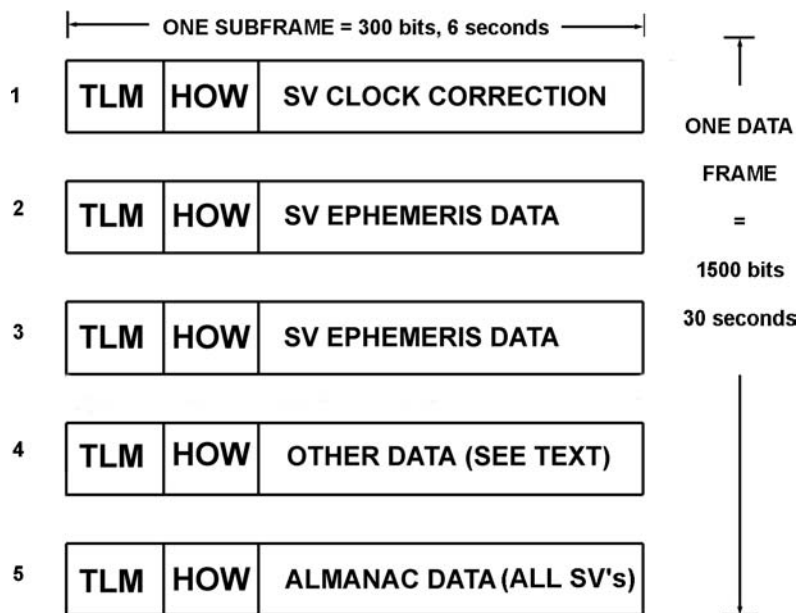 ONE SUBFRAME = 300 bits, 6 seconds
1 TLM HOW SV CLOCK CORRECTION
2 TLM HOW SV EPHEMERIS DATA
3 TLM HOW SV EPHEMERIS DATA
4 TLM HOW OTHER DATA (SEE TEXT)
5 TLM HOW ALMANAC DATA (ALL SV's)
ONE DATA
FRAME
=
1500 bits
30 seconds